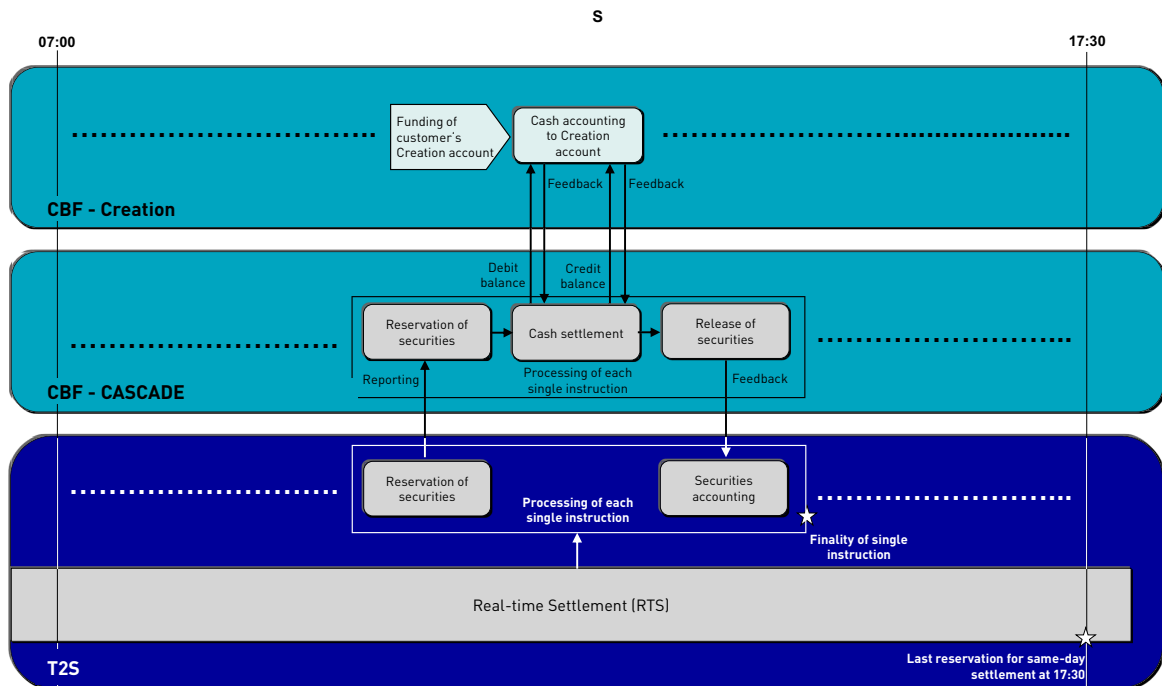 S
07:00
17:30
Funding of
customer's
Creation account
Cash accounting
to Creation
account
Feedback
Feedback
CBF - Creation
Debit
balance
Credit
balance
Reservation of
securities
Cash settlement
Release of
securities
Processing of each
single instruction
Reporting
Feedback
CBF - CASCADE
Reservation of
securities
Securities
accounting
Processing of each
single instruction
Finality of single
instruction
Real-time Settlement (RTS)
T2S
Last reservation for same-day
settlement at 17:30